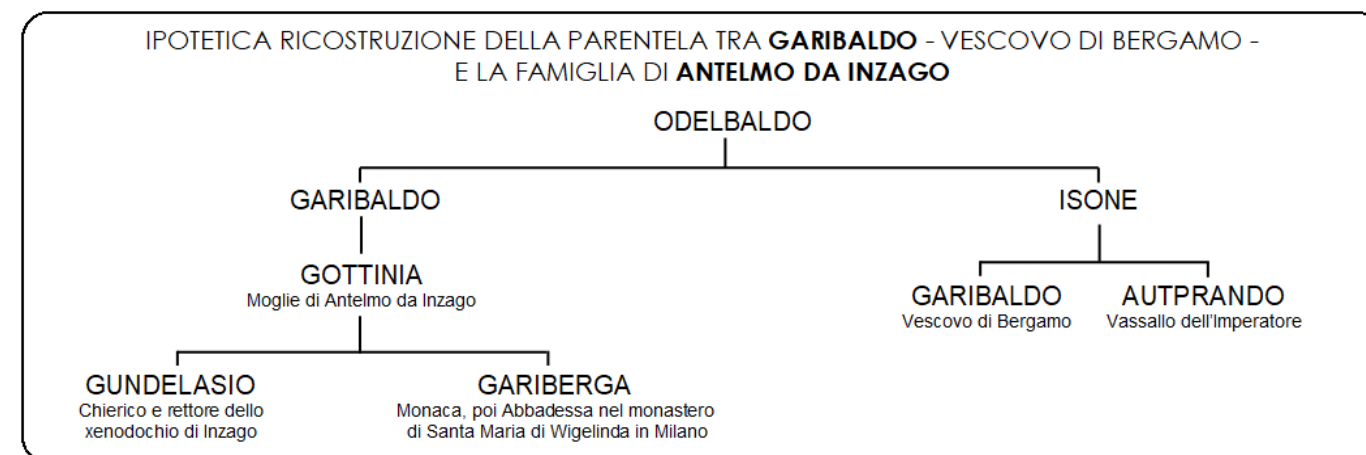 IPOTETICA RICOSTRUZIONE DELLA PARENTELA TRA GARIBALDO - VESCOVO DI BERGAMO -
E LA FAMIGLIA DI ANTELMO DA INZAGO
ODELBALDO
GARIBALDO
ISONE
GOTTINIA
Moglie di Antelmo da Inzago
GARIBALDO
Vescovo di Bergamo
AUTPRANDO
Vassallo dell'Imperatore
GUNDELASIO
Chierico e rettore dello
xenodochio di Inzago
GARIBERGA
Monaca, poi Abbadessa nel monastero
di Santa Maria di Wigelinda in Milano